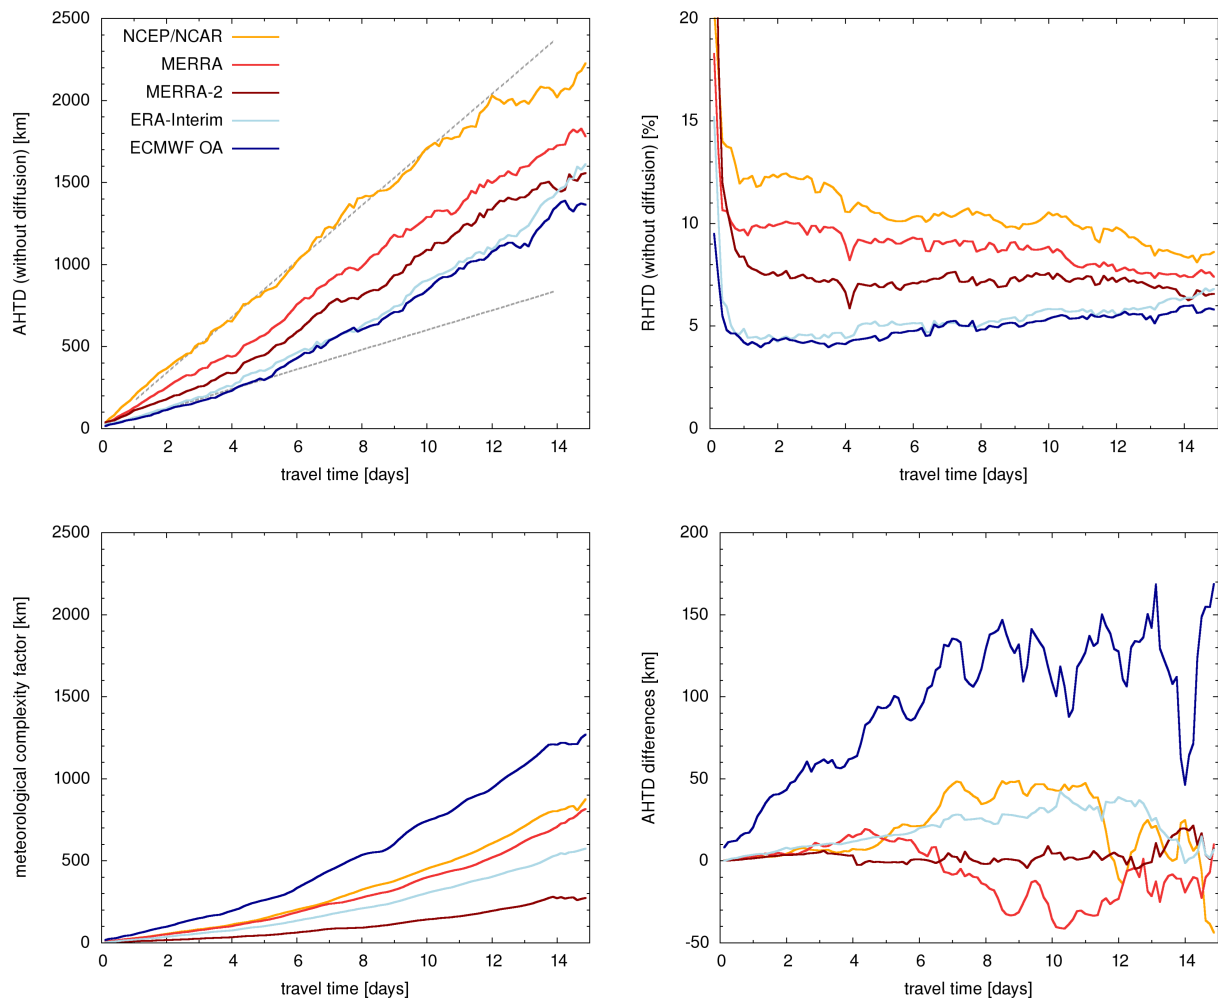 AHTD (without diffusion) [km]
2500
2000
1500
1000
500
0
NCEP/NCAR
MERRA
MERRA-2
ERA-Interim
ECMWF OA
0 2 4 6 8 10 12 14
travel time [days]
RHTD (without diffusion) [%]
20
15
10
5
0
0 2 4 6 8 10 12 14
travel time [days]
meteorological complexity factor [km]
2500
2000
1500
1000
500
0
0 2 4 6 8 10 12 14
travel time [days]
AHTD differences [km]
200
150
100
50
0
-50
0 2 4 6 8 10 12 14
travel time [days]